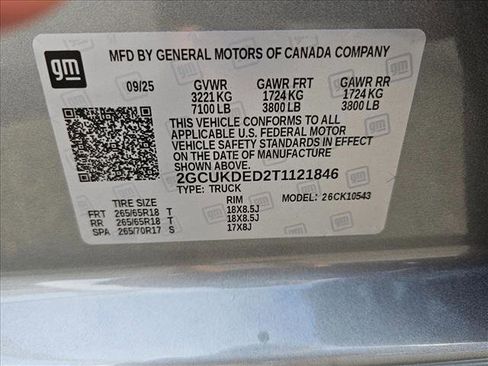 gm
MFD BY GENERAL MOTORS OF CANADA COMPANY
09/25 GVWR GAWR FRT GAWR RR
3221 KG 1724 KG 1724 KG
7100 LB 3800 LB 3800 LB
THIS VEHICLE CONFORMS TO ALL
APPLICABLE U.S. FEDERAL MOTOR
VEHICLE SAFETY STANDARDS IN EFFECT
ON THE DATE OF MANUFACTURE
SHOWN ABOVE.
2GCUKDED2T1121846
TYPE: TRUCK 26CK10543
TIRE SIZE RIM
FRT 265/65R18 T 18X8.5J
RR 265/65R18 T 18X8.5J
SPA 265/70R17 S 17X8J